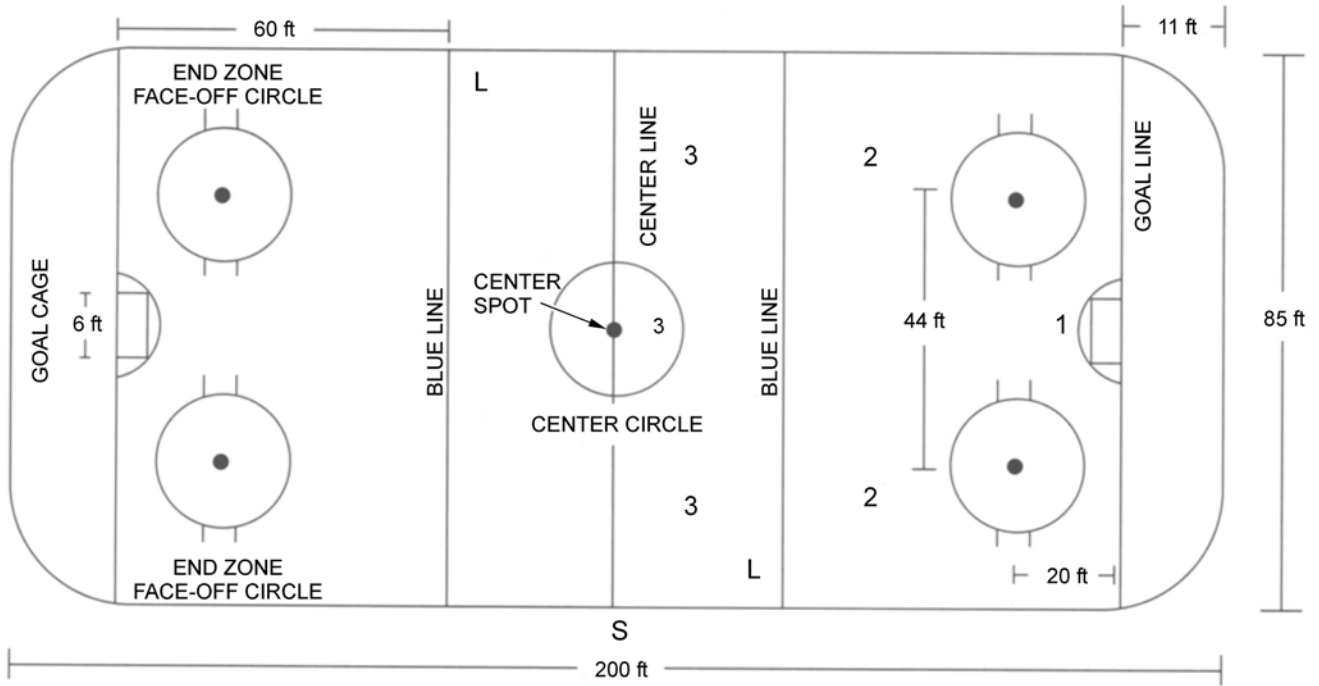 60 ft
11 ft
END ZONE
FACE-OFF CIRCLE
L
CENTER LINE
3
2
GOAL LINE
GOAL CAGE
6 ft
BLUE LINE
CENTER
SPOT
3
BLUE LINE
44 ft
1
85 ft
CENTER CIRCLE
3
2
END ZONE
FACE-OFF CIRCLE
L
20 ft
S
200 ft